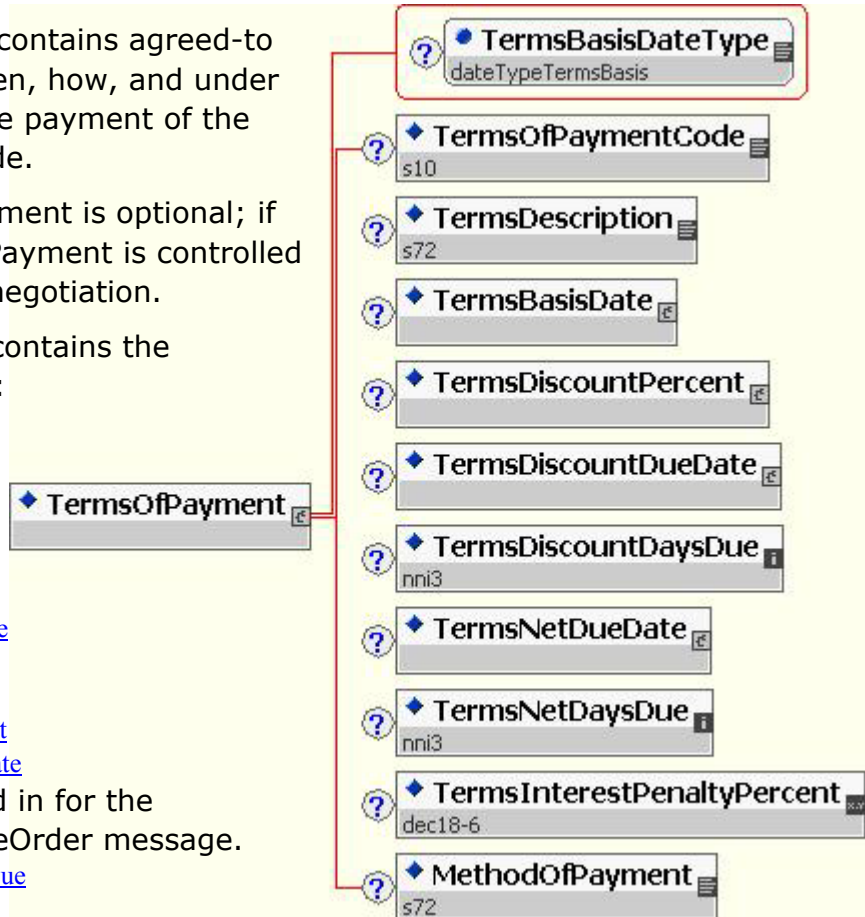 contains agreed-to
en, how, and under
e payment of the
de.
ment is optional; if
Payment is controlled
negotiation.
contains the
:
e
t
te
d in for the
eOrder message.
ue
TermsOfPayment
? TermsBasisDateType
dateTypeTermsBasis
? TermsOfPaymentCode
s10
? TermsDescription
s72
? TermsBasisDate
? TermsDiscountPercent
? TermsDiscountDueDate
? TermsDiscountDaysDue
nni3
? TermsNetDueDate
? TermsNetDaysDue
nni3
? TermsInterestPenaltyPercent
dec18-6
? MethodOfPayment
s72